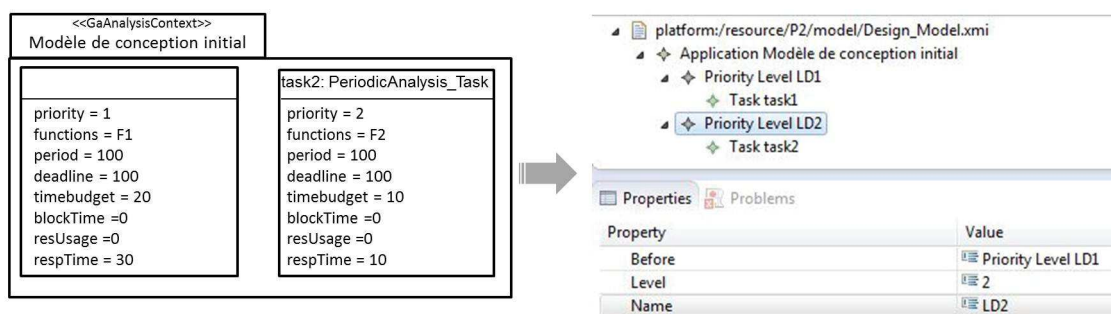 <<GaAnalysisContext>>
Modèle de conception initial
priority = 1
functions = F1
period = 100
deadline = 100
timebudget = 20
blockTime =0
resUsage =0
respTime = 30
task2: PeriodicAnalysis_Task
priority = 2
functions = F2
period = 100
deadline = 100
timebudget = 10
blockTime =0
resUsage =0
respTime = 10
platform:/resource/P2/model/Design_Model.xmi
Application Modèle de conception initial
Priority Level LD1
Task task1
Priority Level LD2
Task task2
Properties Problems
Property Value
Before Priority Level LD1
Level 2
Name LD2